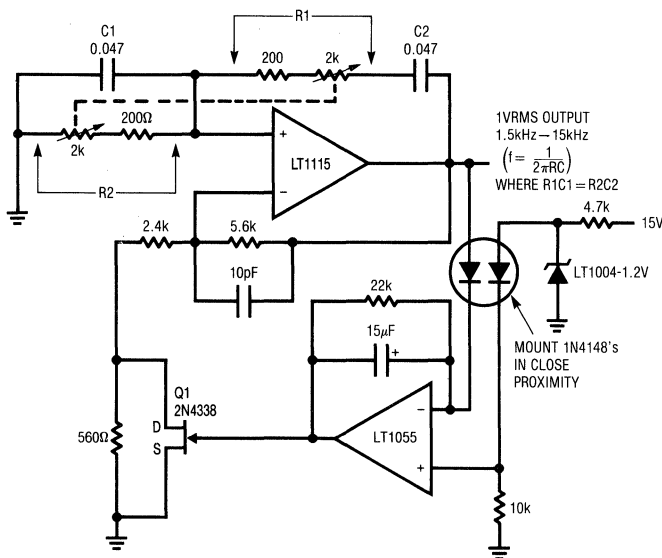 R1
C1
0.047
C2
0.047
200
2k
2k
200Ω
R2
+
LT1115
−
1VRMS OUTPUT
1.5kHz—15kHz
(f = 1/2πRC)
WHERE R1C1 = R2C2
4.7k
15V
LT1004-1.2V
2.4k
5.6k
10pF
22k
15μF
+
MOUNT 1N4148's
IN CLOSE
PROXIMITY
Q1
2N4338
D
S
560Ω
−
LT1055
+
10k